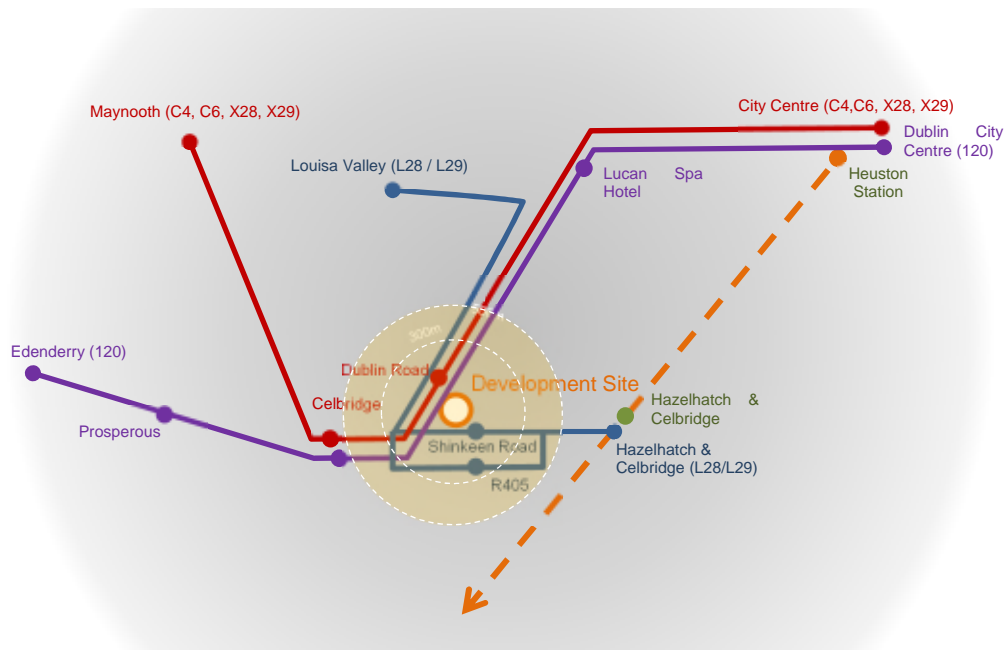 Maynooth (C4, C6, X28, X29)
City Centre (C4,C6, X28, X29)
Dublin City
Centre (120)
Louisa Valley (L28 / L29)
Lucan Spa
Hotel
Heuston
Station
300m
Edenderry (120)
Dublin Road
Development Site
Prosperous
Celbridge
Hazelhatch &
Celbridge
Shinkeen Road
Hazelhatch &
Celbridge (L28/L29)
R405